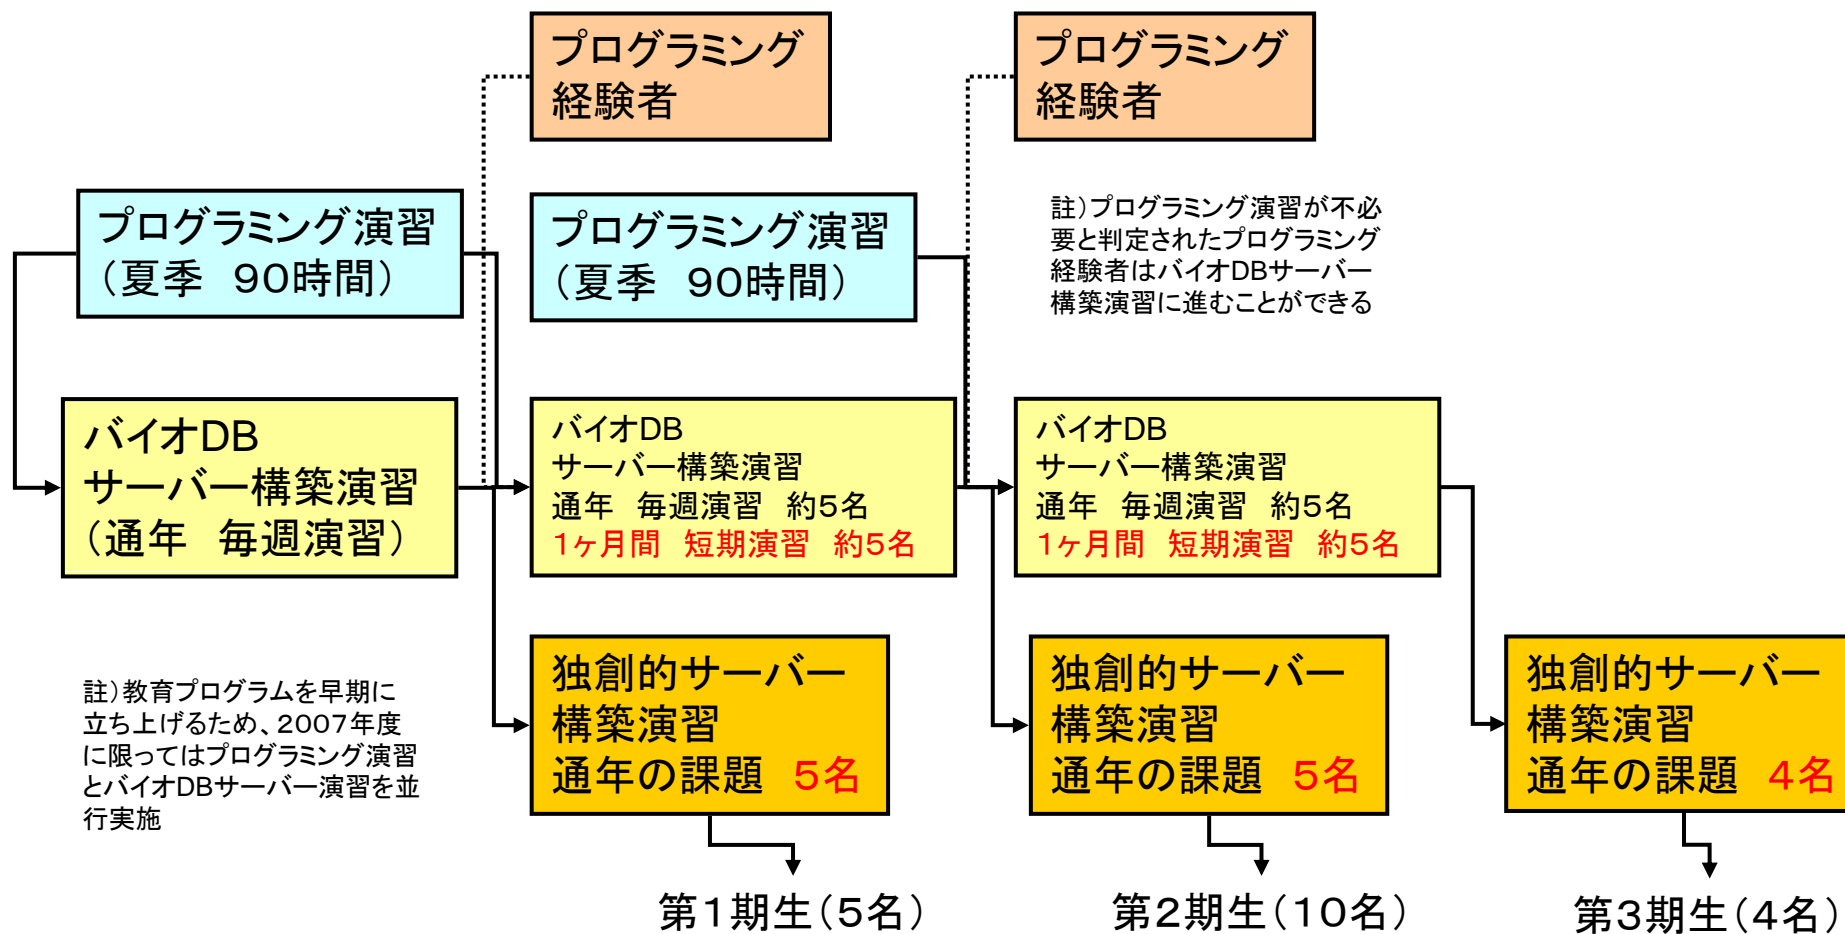 プログラミング
経験者
プログラミング
経験者
プログラミング演習
（夏季　９０時間）
プログラミング演習
（夏季　９０時間）
註）プログラミング演習が不必
要と判定されたプログラミング
経験者はバイオDBサーバー
構築演習に進むことができる
バイオDB
サーバー構築演習
（通年　毎週演習）
バイオDB
サーバー構築演習
通年　毎週演習　約５名
１ヶ月間　短期演習　約５名
バイオDB
サーバー構築演習
通年　毎週演習　約５名
１ヶ月間　短期演習　約５名
註）教育プログラムを早期に
立ち上げるため、２００７年度
に限ってはプログラミング演習
とバイオDBサーバー演習を並
行実施
独創的サーバー
構築演習
通年の課題　５名
独創的サーバー
構築演習
通年の課題　５名
独創的サーバー
構築演習
通年の課題　４名
第１期生（５名）
第２期生（１０名）
第３期生（４名）